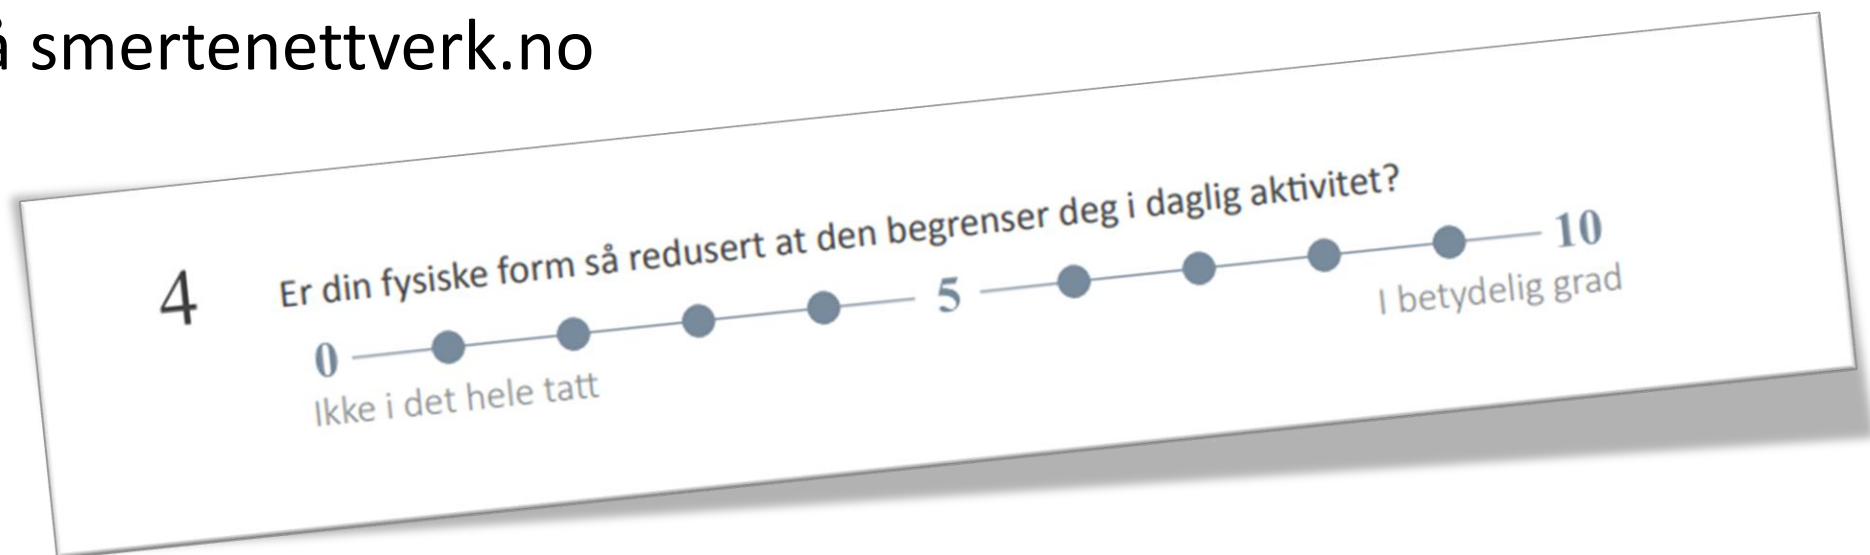 å smertenettverk.no
4 Er din fysiske form så redusert at den begrenser deg i daglig aktivitet?
0 5 10
Ikke i det hele tatt I betydelig grad